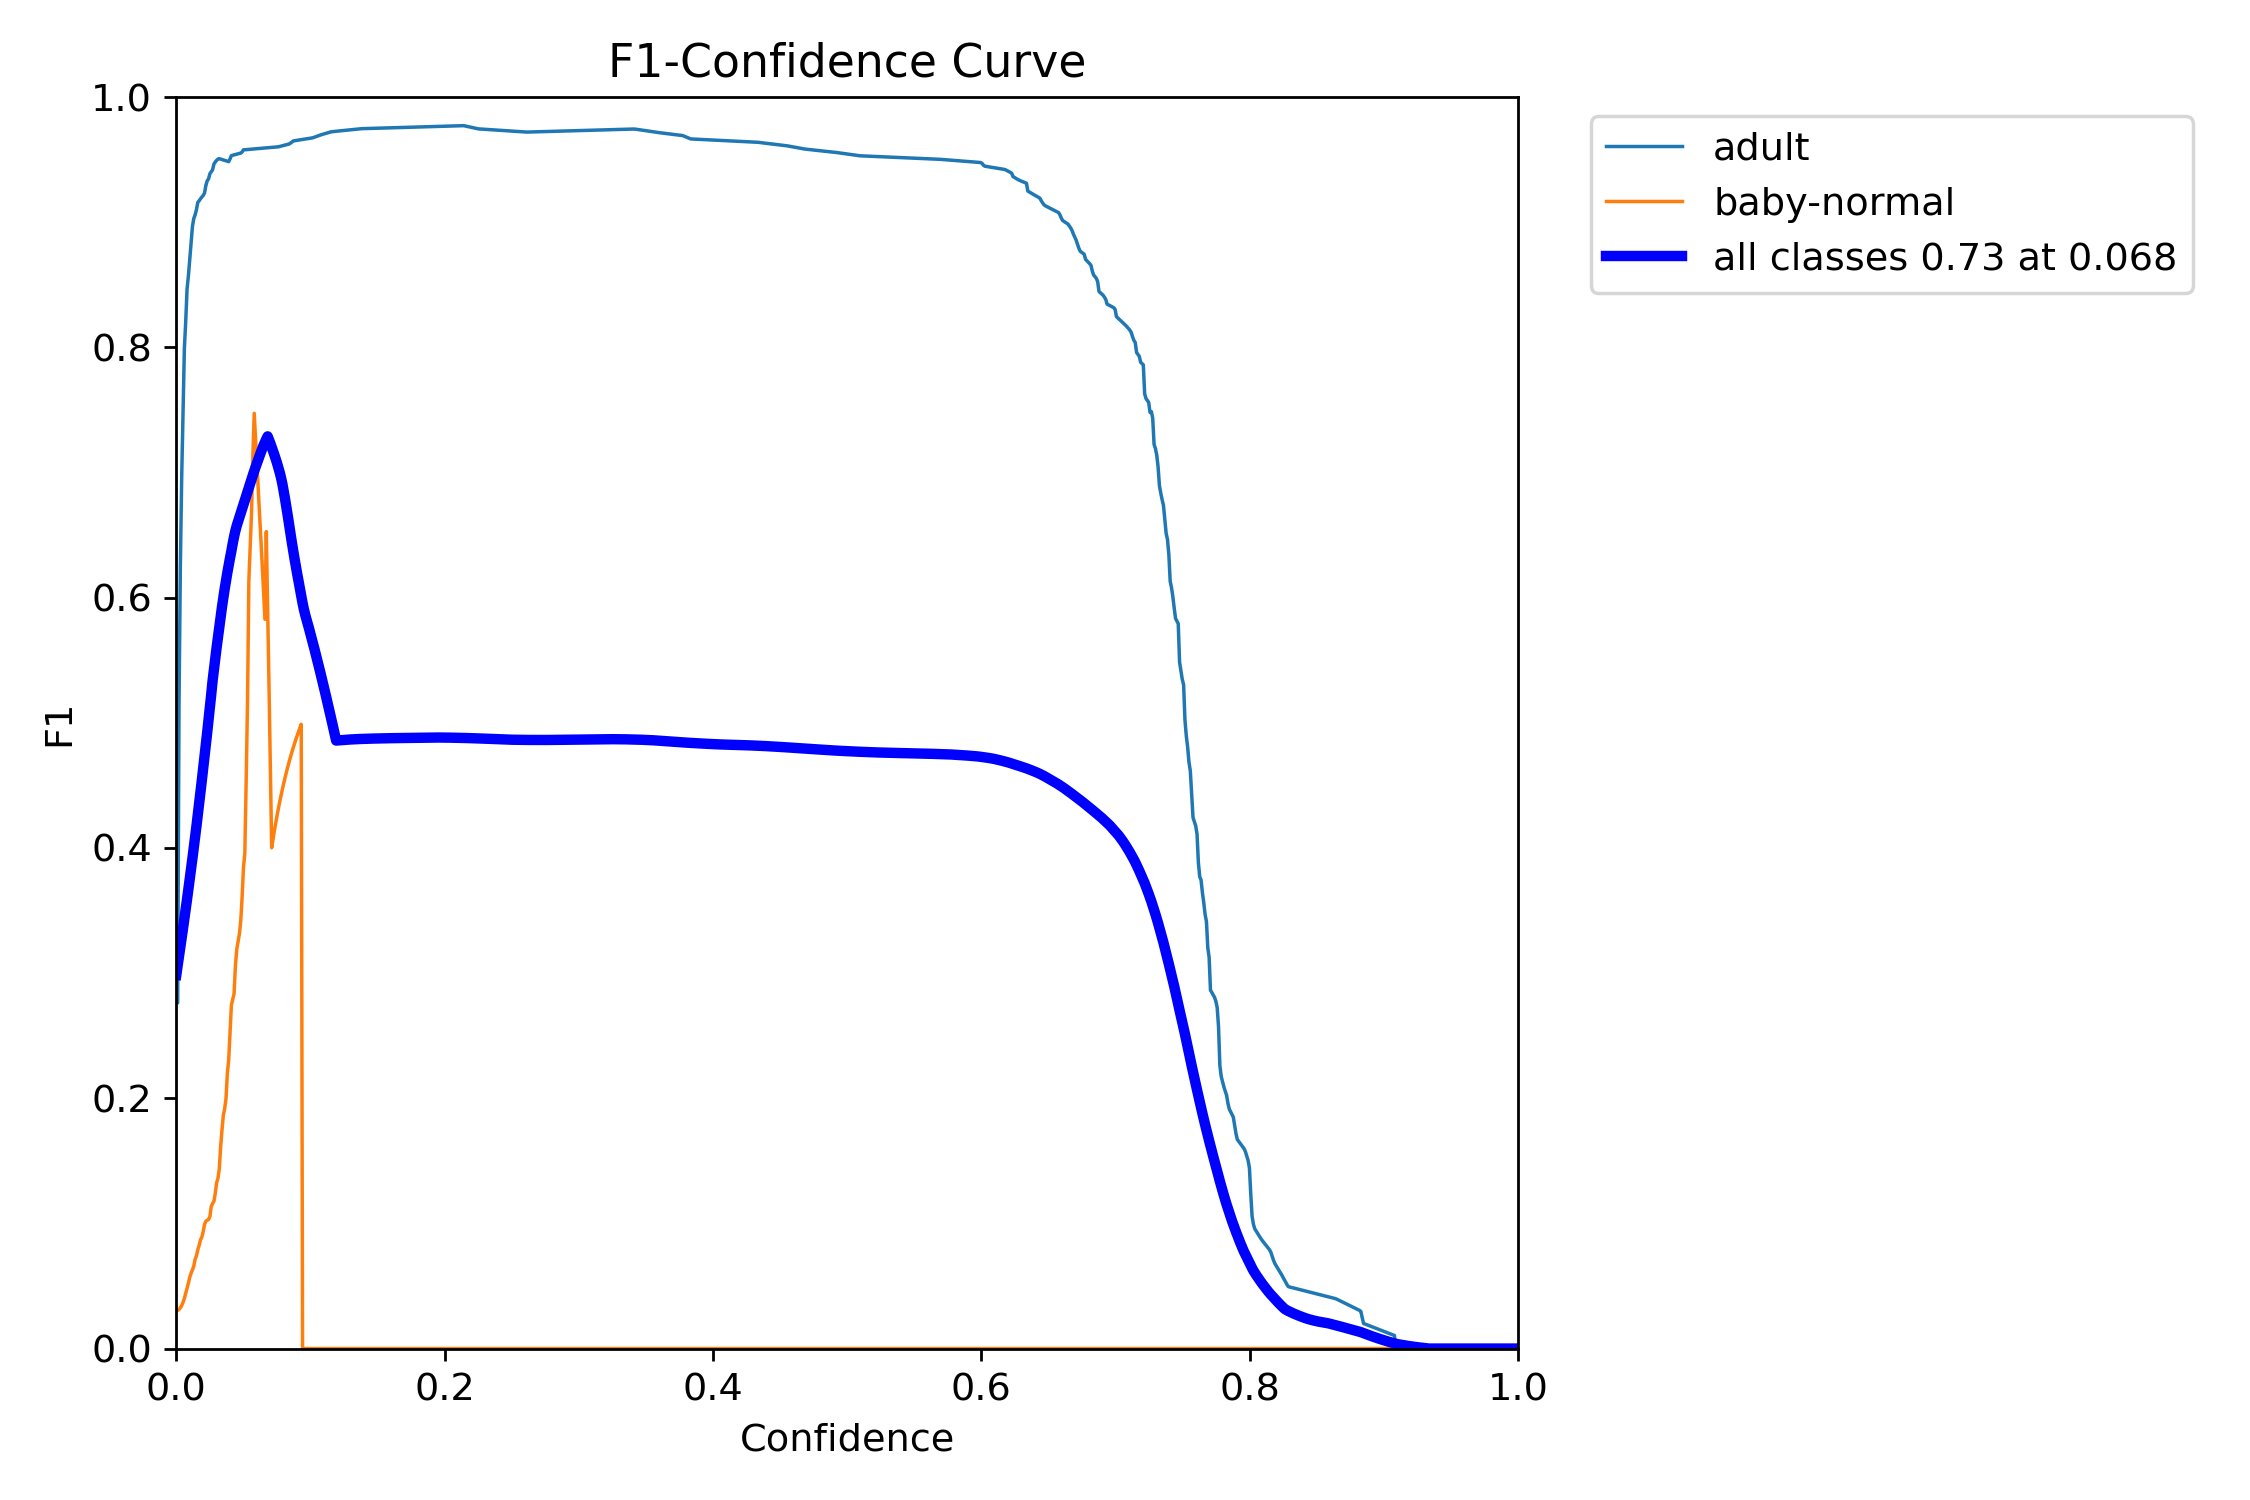 F1-Confidence Curve
1.0
0.8
0.6
0.4
0.2
0.0
F1
0.0 0.2 0.4 0.6 0.8 1.0
Confidence
adult
baby-normal
all classes 0.73 at 0.068